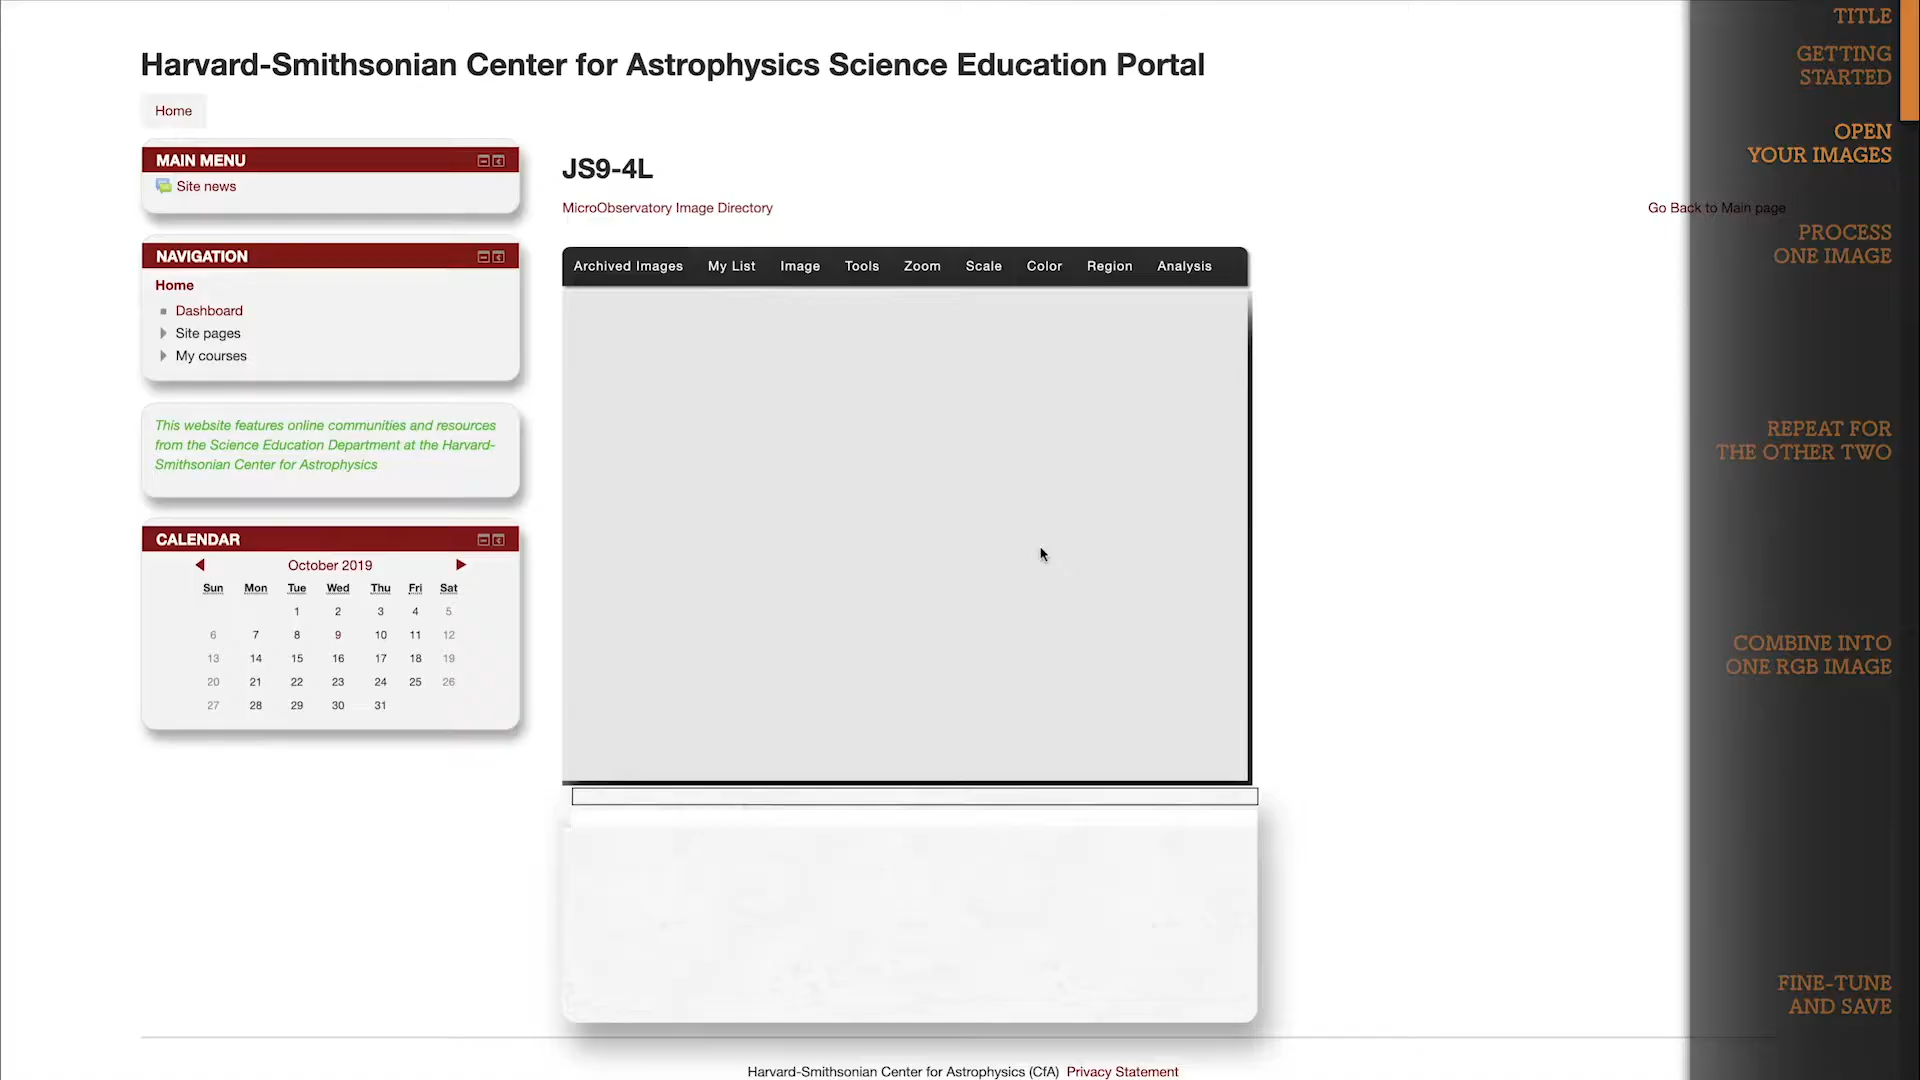 Harvard-Smithsonian Center for Astrophysics Science Education Portal
Home
MAIN MENU
Site news
NAVIGATION
Home
Dashboard
Site pages
My courses
This website features online communities and resources
from the Science Education Department at the Harvard-
Smithsonian Center for Astrophysics
CALENDAR
October 2019
Sun Mon Tue Wed Thu Fri Sat
1 2 3 4 5
6 7 8 9 10 11 12
13 14 15 16 17 18 19
20 21 22 23 24 25 26
27 28 29 30 31
JS9-4L
MicroObservatory Image Directory
Go Back to Main page
Archived Images My List Image Tools Zoom Scale Color Region Analysis
Harvard-Smithsonian Center for Astrophysics (CfA) Privacy Statement
TITLE
GETTING
STARTED
OPEN
YOUR IMAGES
PROCESS
ONE IMAGE
REPEAT FOR
THE OTHER TWO
COMBINE INTO
ONE RGB IMAGE
FINE-TUNE
AND SAVE